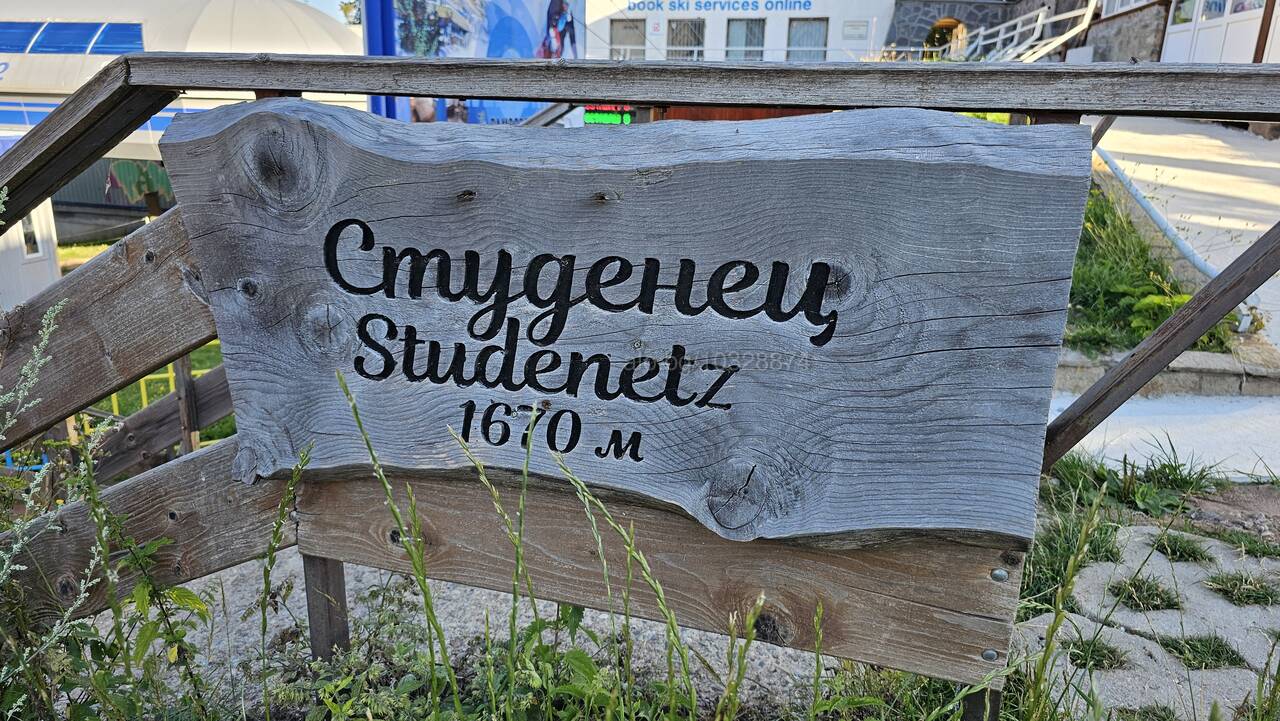 book ski services online
Студенец
Studenetz
1670 м